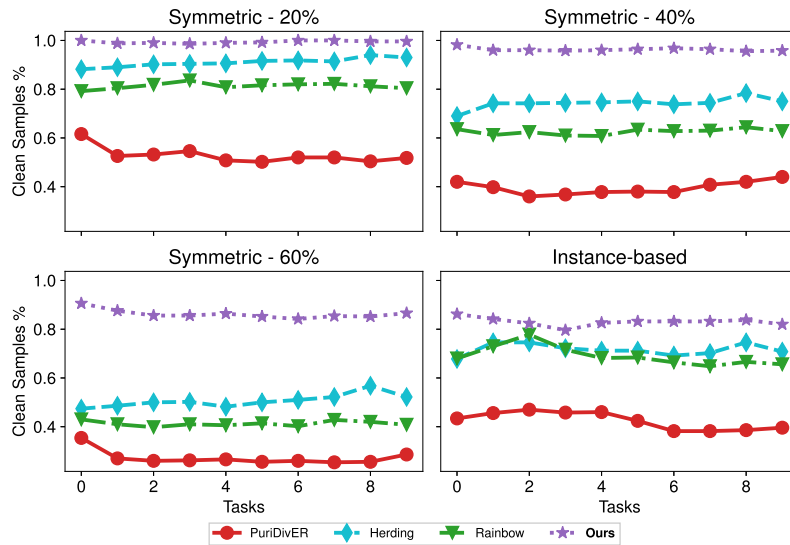 Symmetric - 20%
Symmetric - 40%
Clean Samples %
1.0
0.8
0.6
0.4
Symmetric - 60%
Instance-based
Clean Samples %
1.0
0.8
0.6
0.4
0 2 4 6 8
0 2 4 6 8
Tasks
Tasks
PuriDivER Herding Rainbow Ours